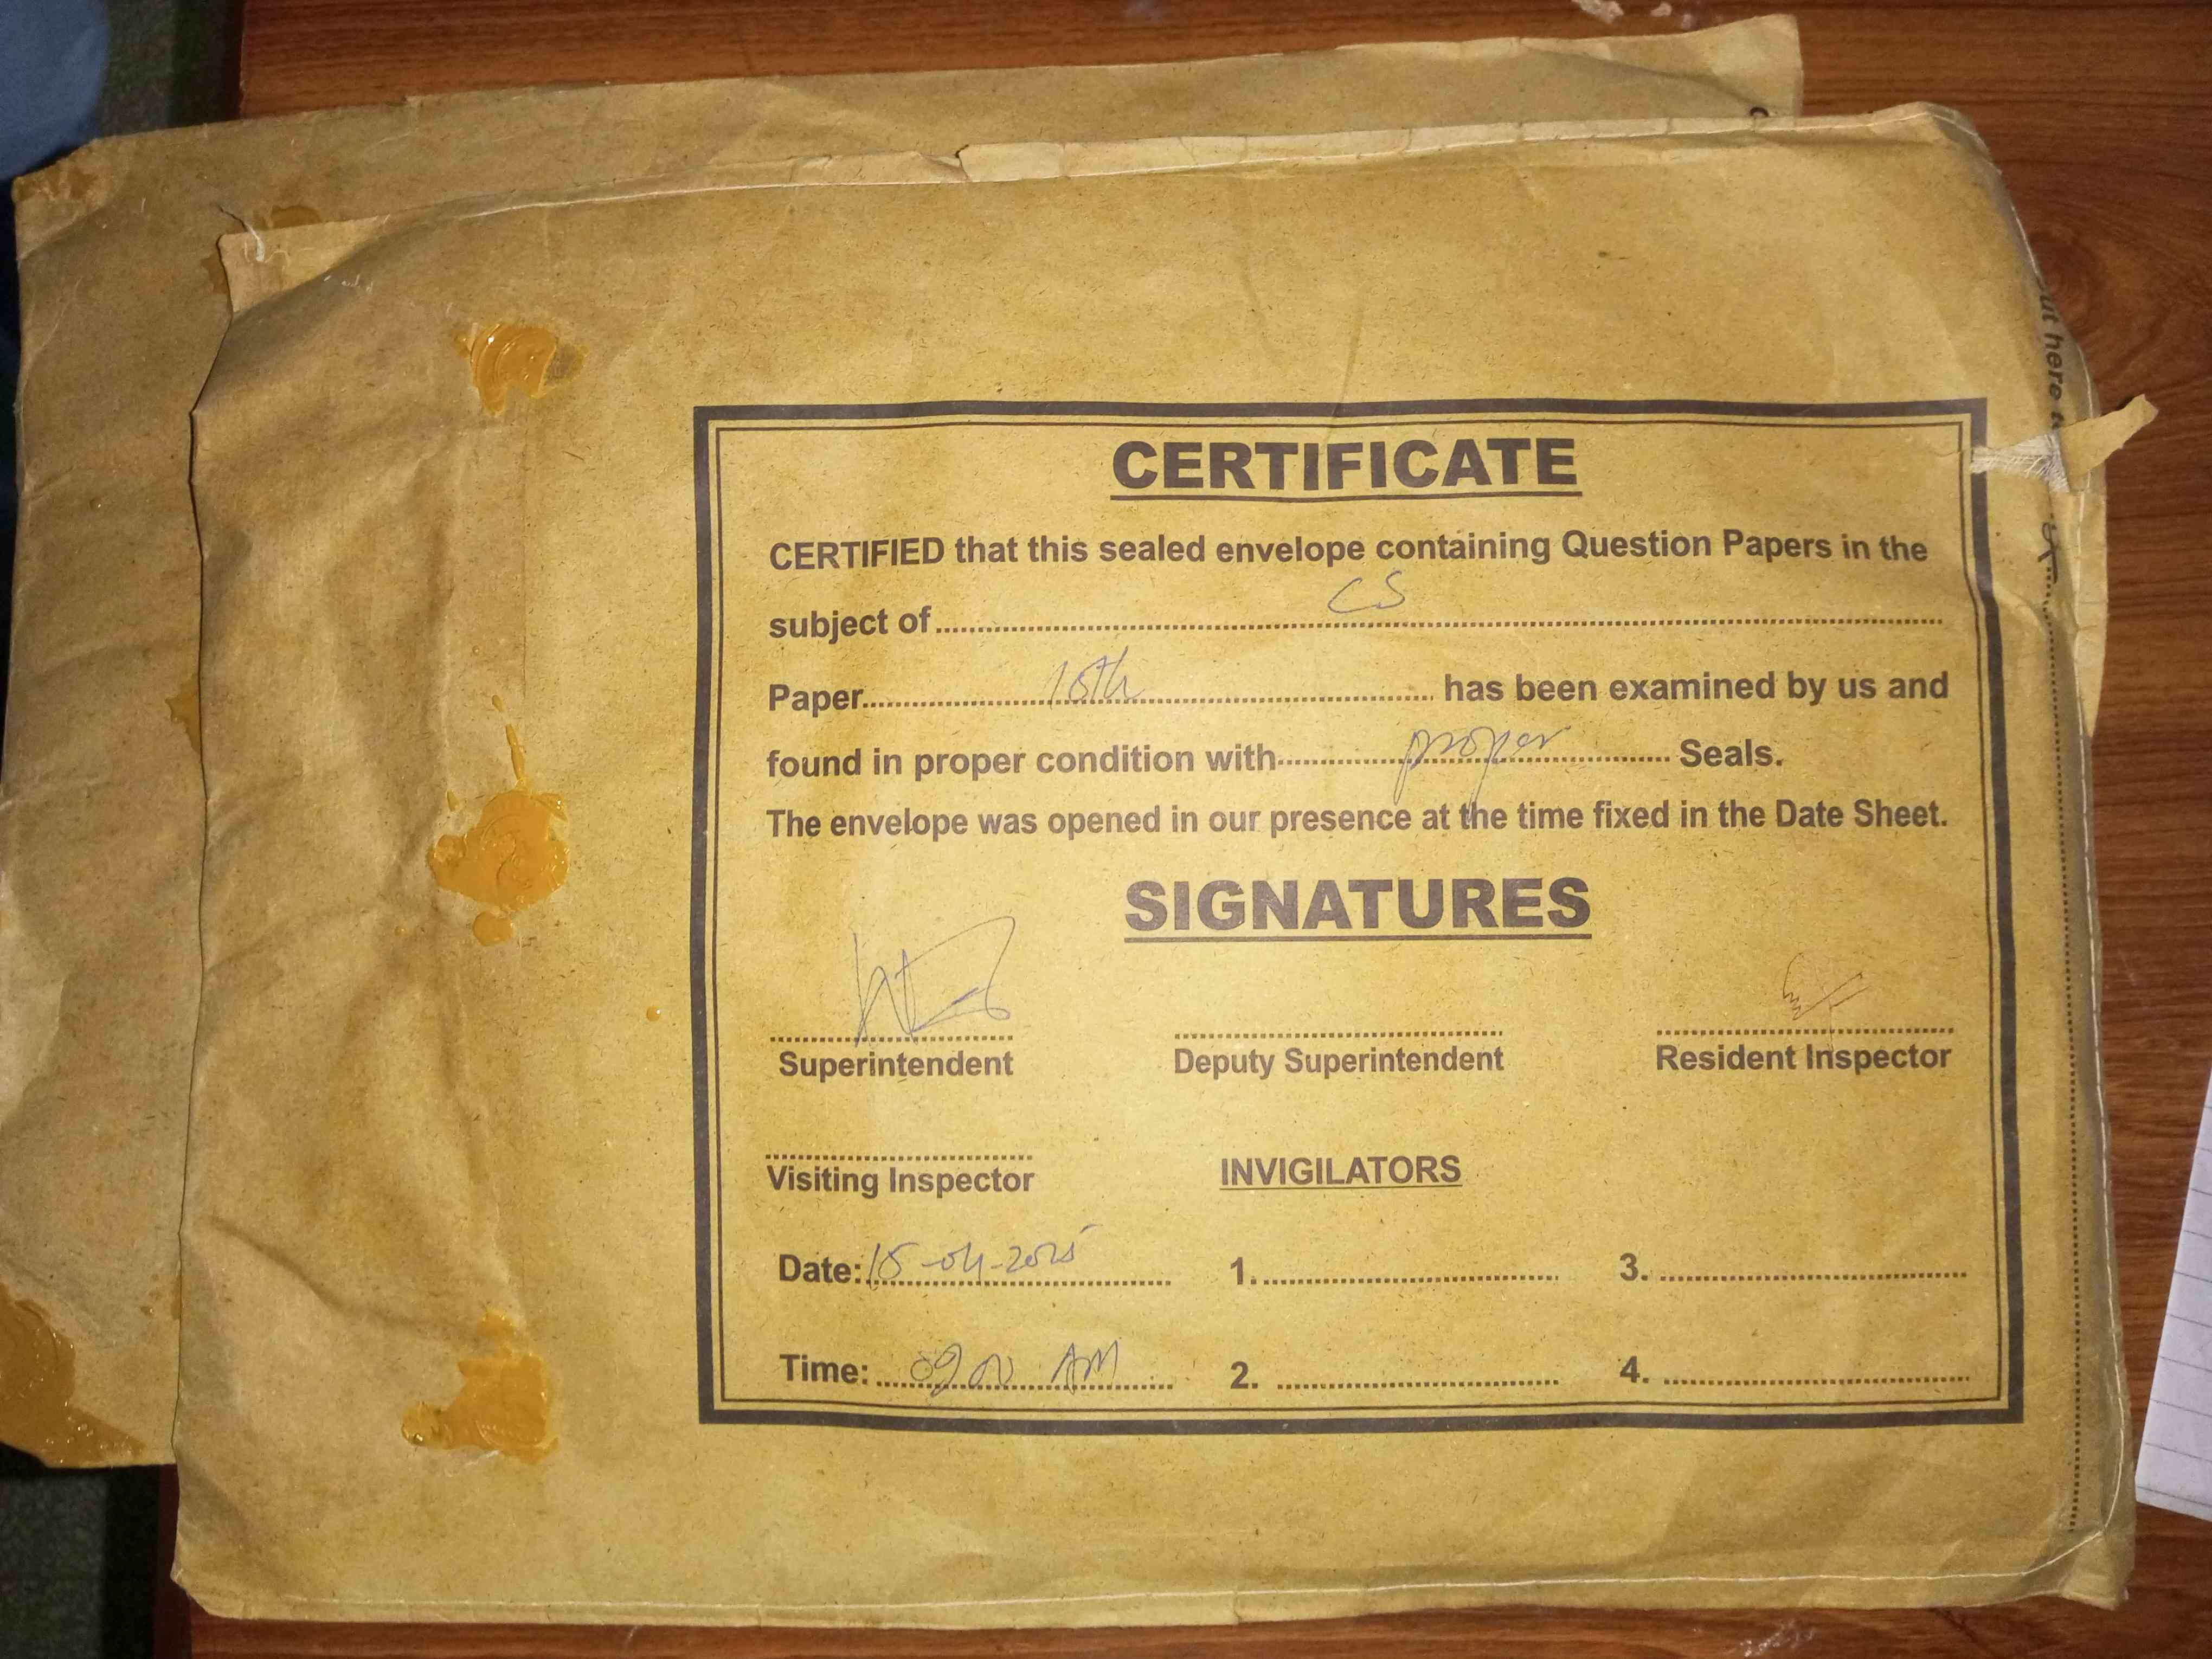 CERTIFICATE
CERTIFIED that this sealed envelope containing Question Papers in the
subject of CS
Paper 10th has been examined by us and
found in proper condition with proper Seals.
The envelope was opened in our presence at the time fixed in the Date Sheet.
SIGNATURES
Superintendent Deputy Superintendent Resident Inspector
Visiting Inspector INVIGILATORS
Date: 15-04-2025 1. 3.
Time: 0900 AM 2. 4.
here